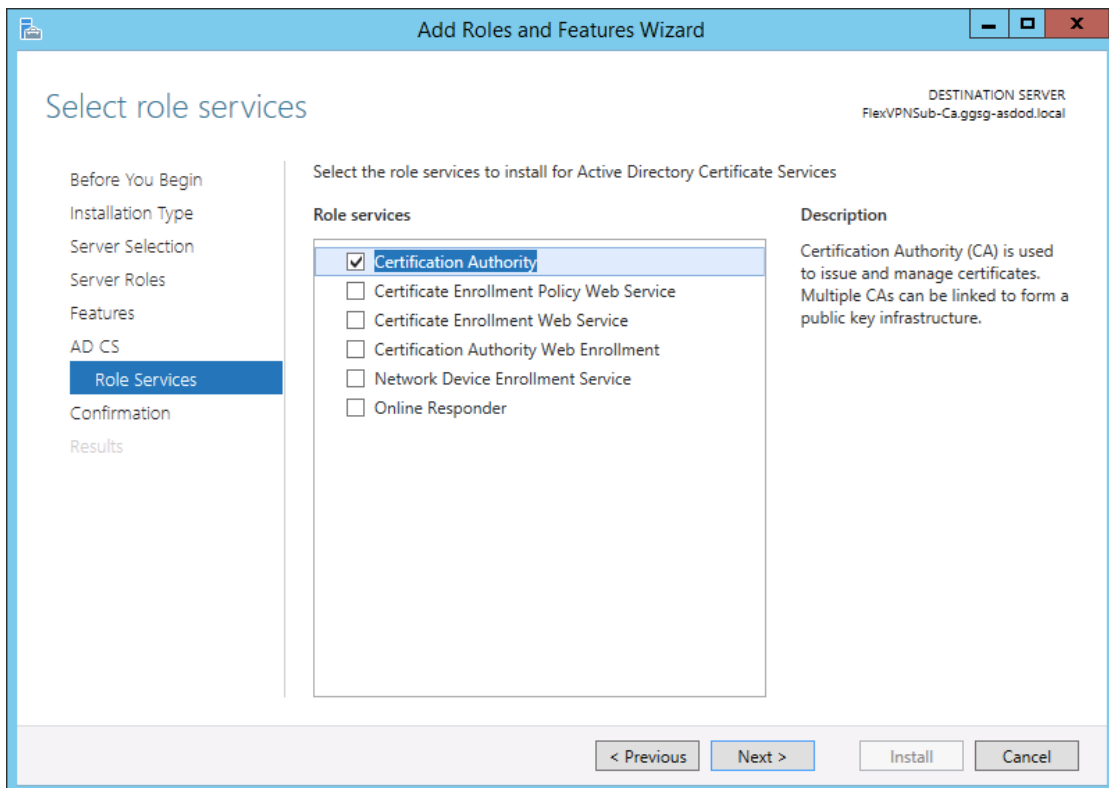 Add Roles and Features Wizard
Select role services
DESTINATION SERVER
FlexVPNSub-Ca.ggsg-asdod.local
Before You Begin
Installation Type
Server Selection
Server Roles
Features
AD CS
Role Services
Confirmation
Results
Select the role services to install for Active Directory Certificate Services
Role services
Certification Authority
Certificate Enrollment Policy Web Service
Certificate Enrollment Web Service
Certification Authority Web Enrollment
Network Device Enrollment Service
Online Responder
Description
Certification Authority (CA) is used
to issue and manage certificates.
Multiple CAs can be linked to form a
public key infrastructure.
< Previous
Next >
Install
Cancel